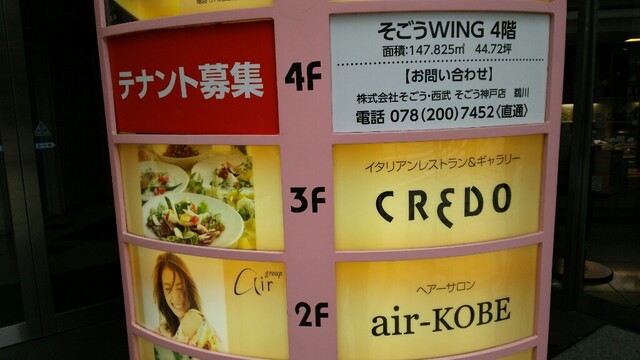 テナント募集
4F
そごうWING 4階
面積:147.825㎡ 44.72坪
【お問い合わせ】
株式会社そごう・西武 そごう神戸店 鵜川
電話 078(200)7452〈直通〉
3F
イタリアンレストラン&ギャラリー
CREDO
air group
2F
ヘアーサロン
air-KOBE